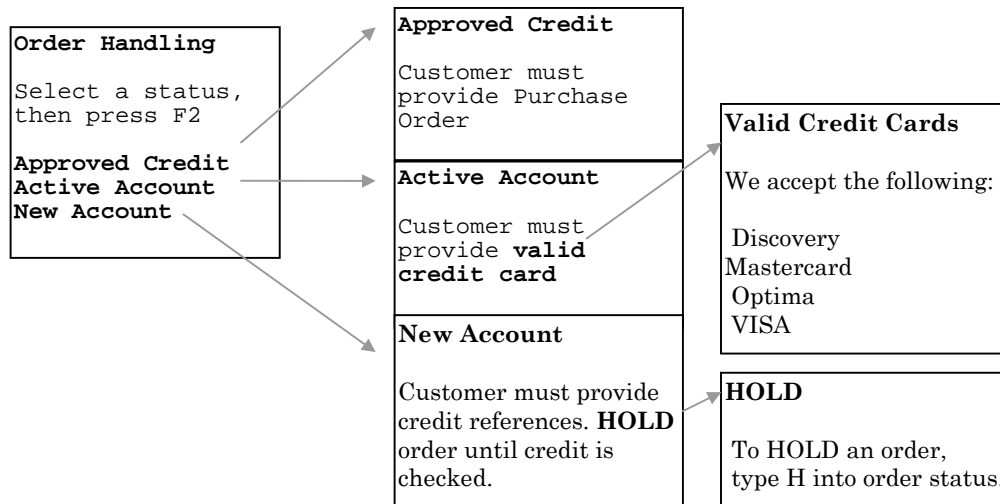 Order Handling
Select a status,
then press F2
Approved Credit
Active Account
New Account
Approved Credit
Customer must
provide Purchase
Order
Active Account
Customer must
provide valid
credit card
New Account
Customer must provide
credit references. HOLD
order until credit is
checked.
Valid Credit Cards
We accept the following:
Discovery
Mastercard
Optima
VISA
HOLD
To HOLD an order,
type H into order status.